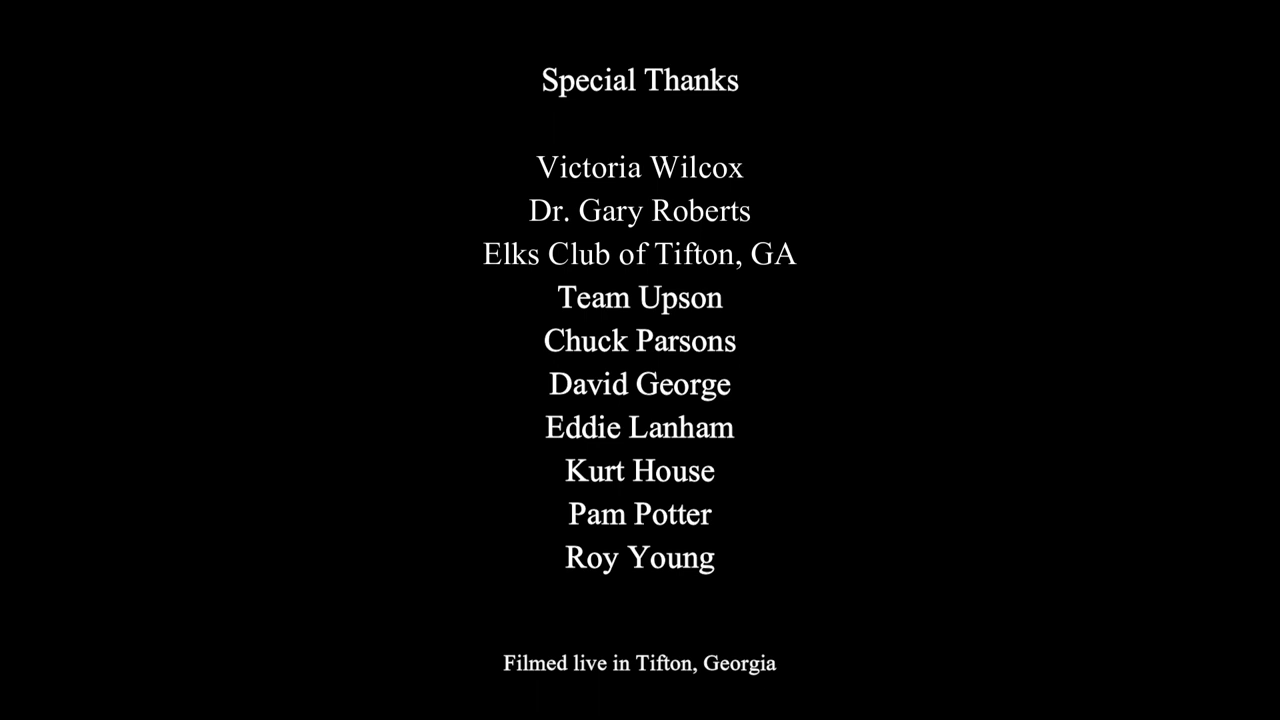 Special Thanks
Victoria Wilcox
Dr. Gary Roberts
Elks Club of Tifton, GA
Team Upson
Chuck Parsons
David George
Eddie Lanham
Kurt House
Pam Potter
Roy Young
Filmed live in Tifton, Georgia